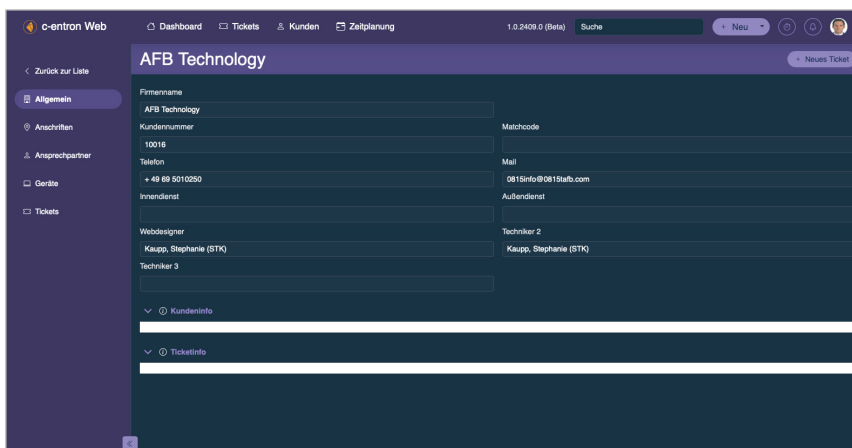 c-entron Web
Dashboard Tickets Kunden Zeitplanung 1.0.2409.0 (Beta) Suche + Neu
Zurück zur Liste
Allgemein
Anschriften
Ansprechpartner
Geräte
Tickets
AFB Technology + Neues Ticket
Firmenname
AFB Technology
Kundennummer Matchcode
10016
Telefon Mail
+ 49 69 5010250 0815info@0815tafb.com
Innendienst Außendienst
Webdesigner Techniker 2
Kaupp, Stephanie (STK) Kaupp, Stephanie (STK)
Techniker 3
Kundeninfo
Ticketinfo